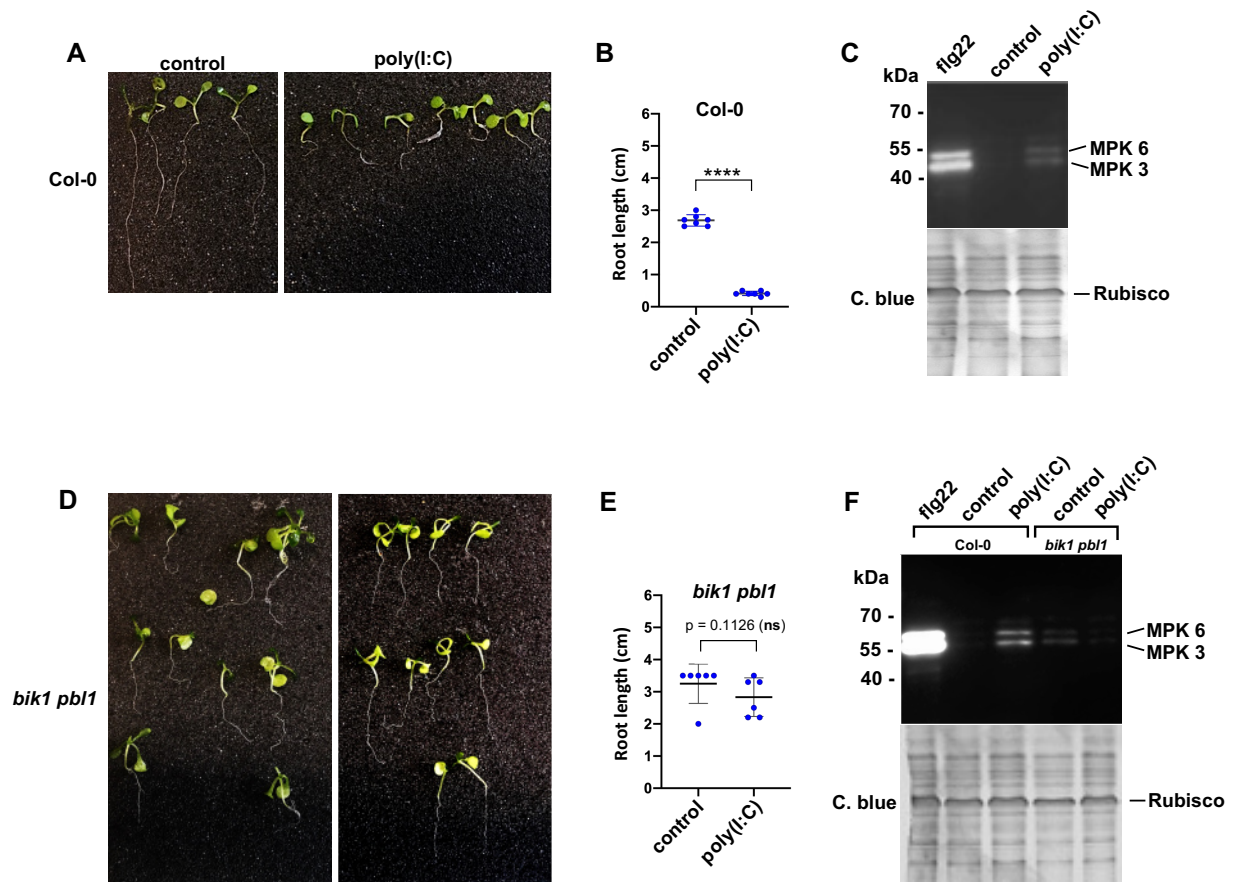 A
control
poly(I:C)
Col-0
B
Col-0
****
Root length (cm)
6
5
4
3
2
1
0
control
poly(I:C)
C
flg22
control
poly(I:C)
kDa
70 -
55 -
40 -
MPK 6
MPK 3
C. blue
Rubisco
D
bik1 pbl1
E
bik1 pbl1
p = 0.1126 (ns)
Root length (cm)
6
5
4
3
2
1
0
control
poly(I:C)
F
flg22
control
poly(I:C)
control
poly(I:C)
Col-0
bik1 pbl1
kDa
70 -
55 -
40 -
MPK 6
MPK 3
C. blue
Rubisco